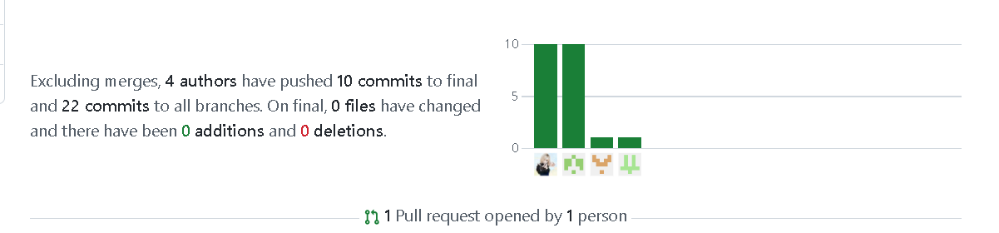 Excluding merges, 4 authors have pushed 10 commits to final
and 22 commits to all branches. On final, 0 files have changed
and there have been 0 additions and 0 deletions.
10
5
0
1 Pull request opened by 1 person